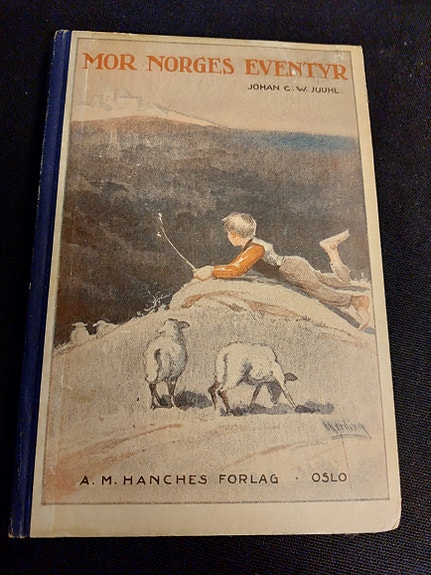 MOR NORGES EVENTYR
JOHAN C. W. JUUHL.
A. M. HANCHES FORLAG · OSLO